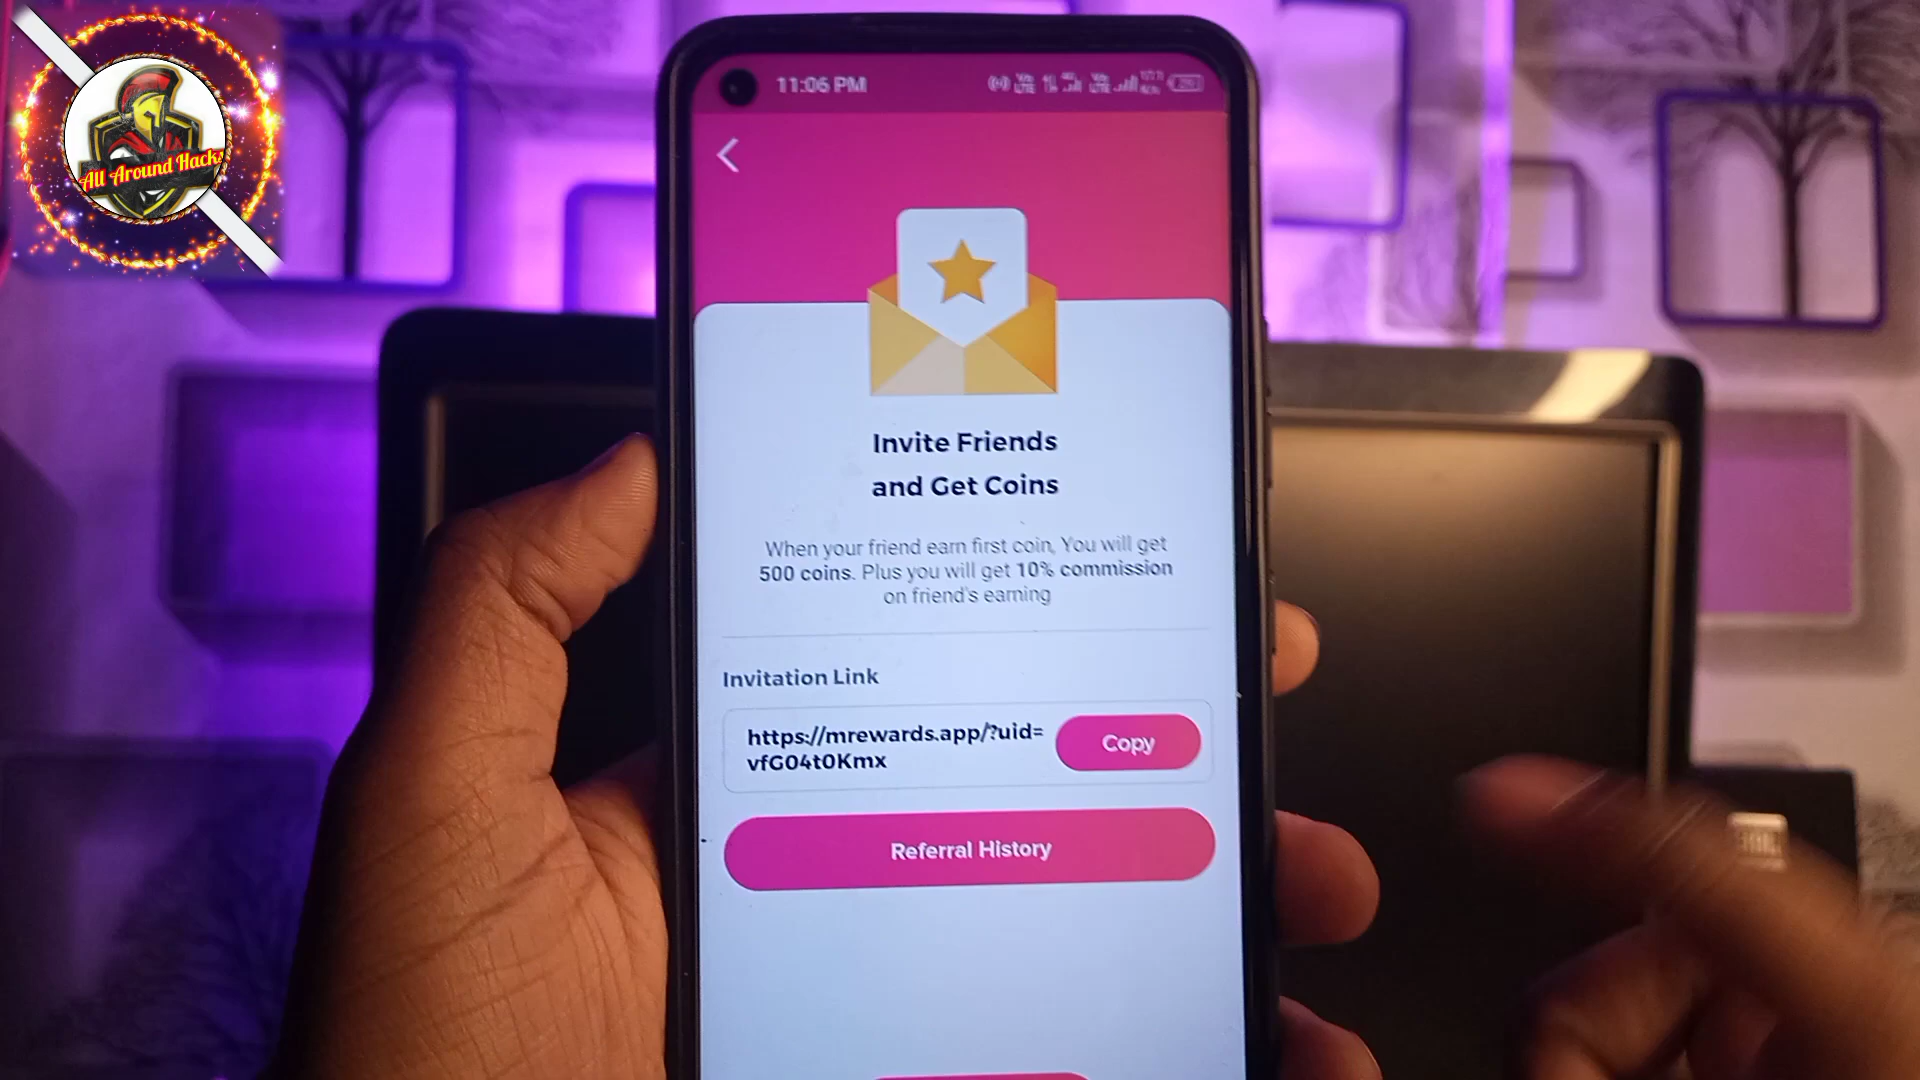 All Around Hacks
11:06 PM
Invite Friends
and Get Coins
When your friend earn first coin, You will get
500 coins. Plus you will get 10% commission
on friend's earning
Invitation Link
https://mrewards.app/?uid=
vfG04t0Kmx
Copy
Referral History